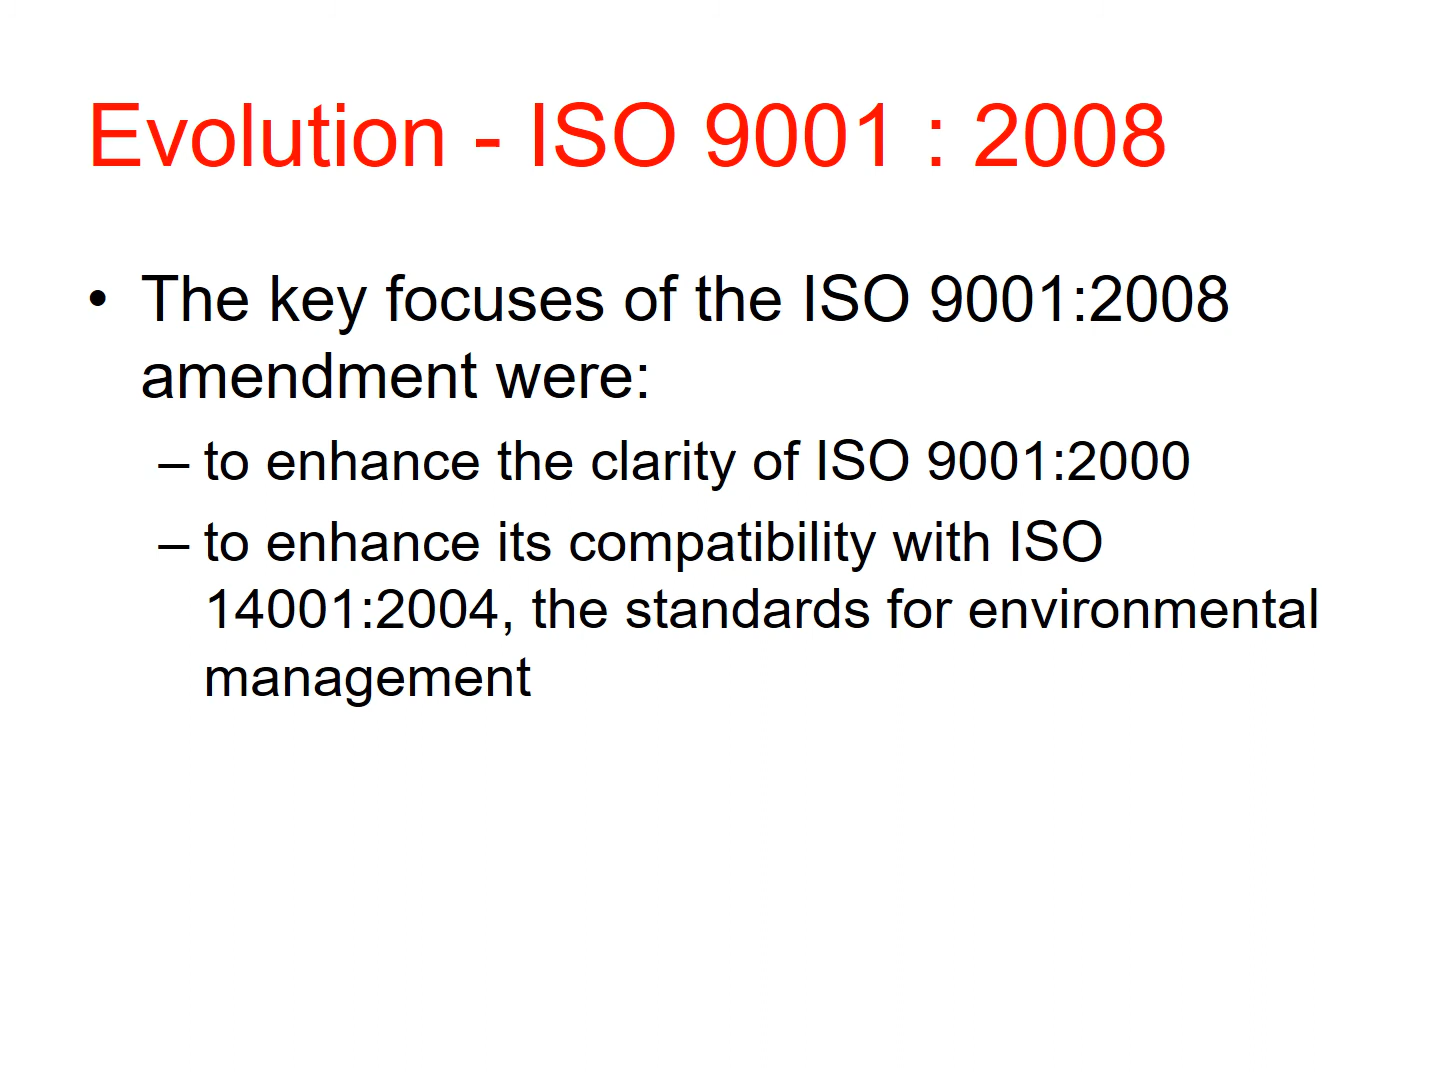 Evolution - ISO 9001 : 2008
• The key focuses of the ISO 9001:2008
amendment were:
– to enhance the clarity of ISO 9001:2000
– to enhance its compatibility with ISO
14001:2004, the standards for environmental
management